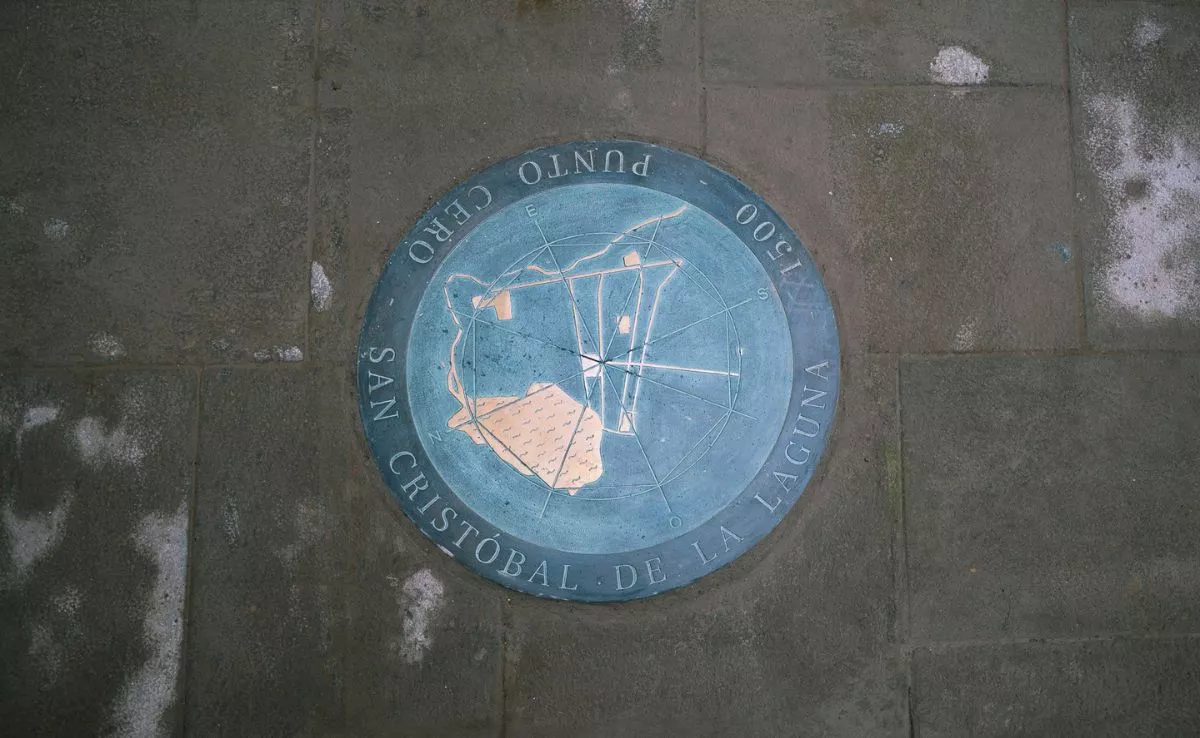 SAN CRISTÓBAL DE LA LAGUNA
PUNTO CERO - 1500 -
E
S
O
N